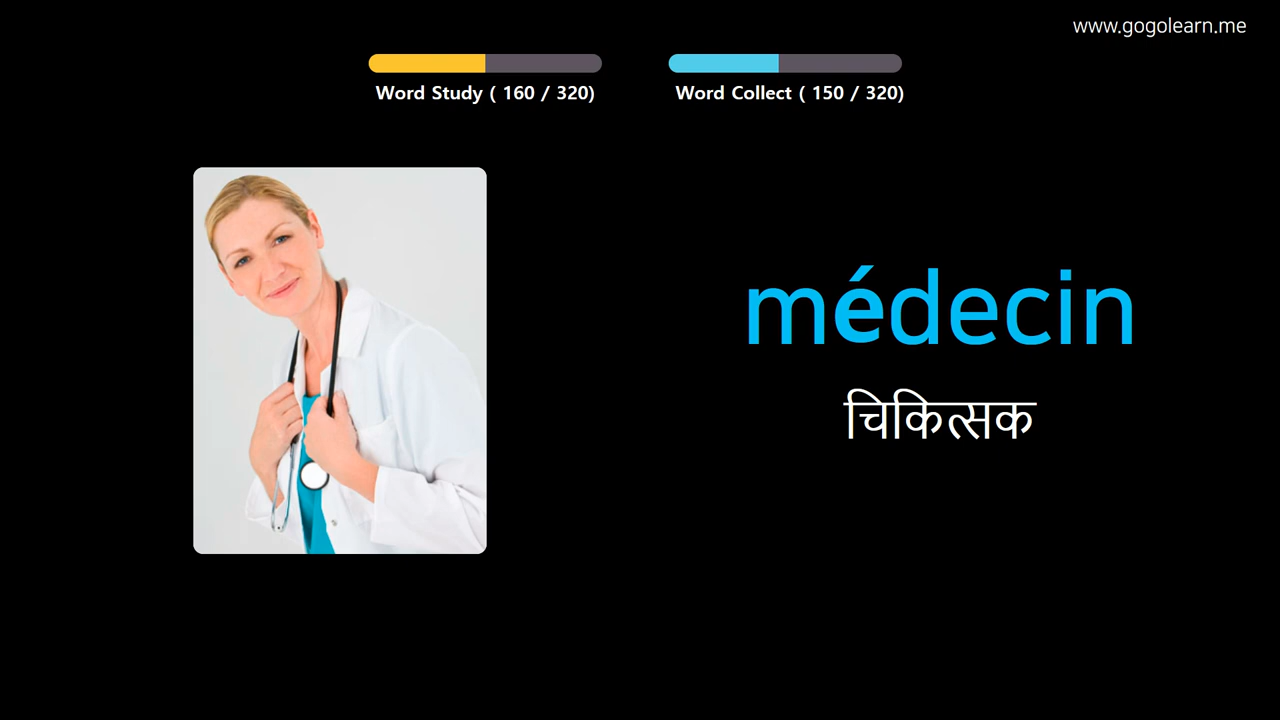 www.gogolearn.me
Word Study ( 160 / 320)
Word Collect ( 150 / 320)
médecin
चिकित्सक